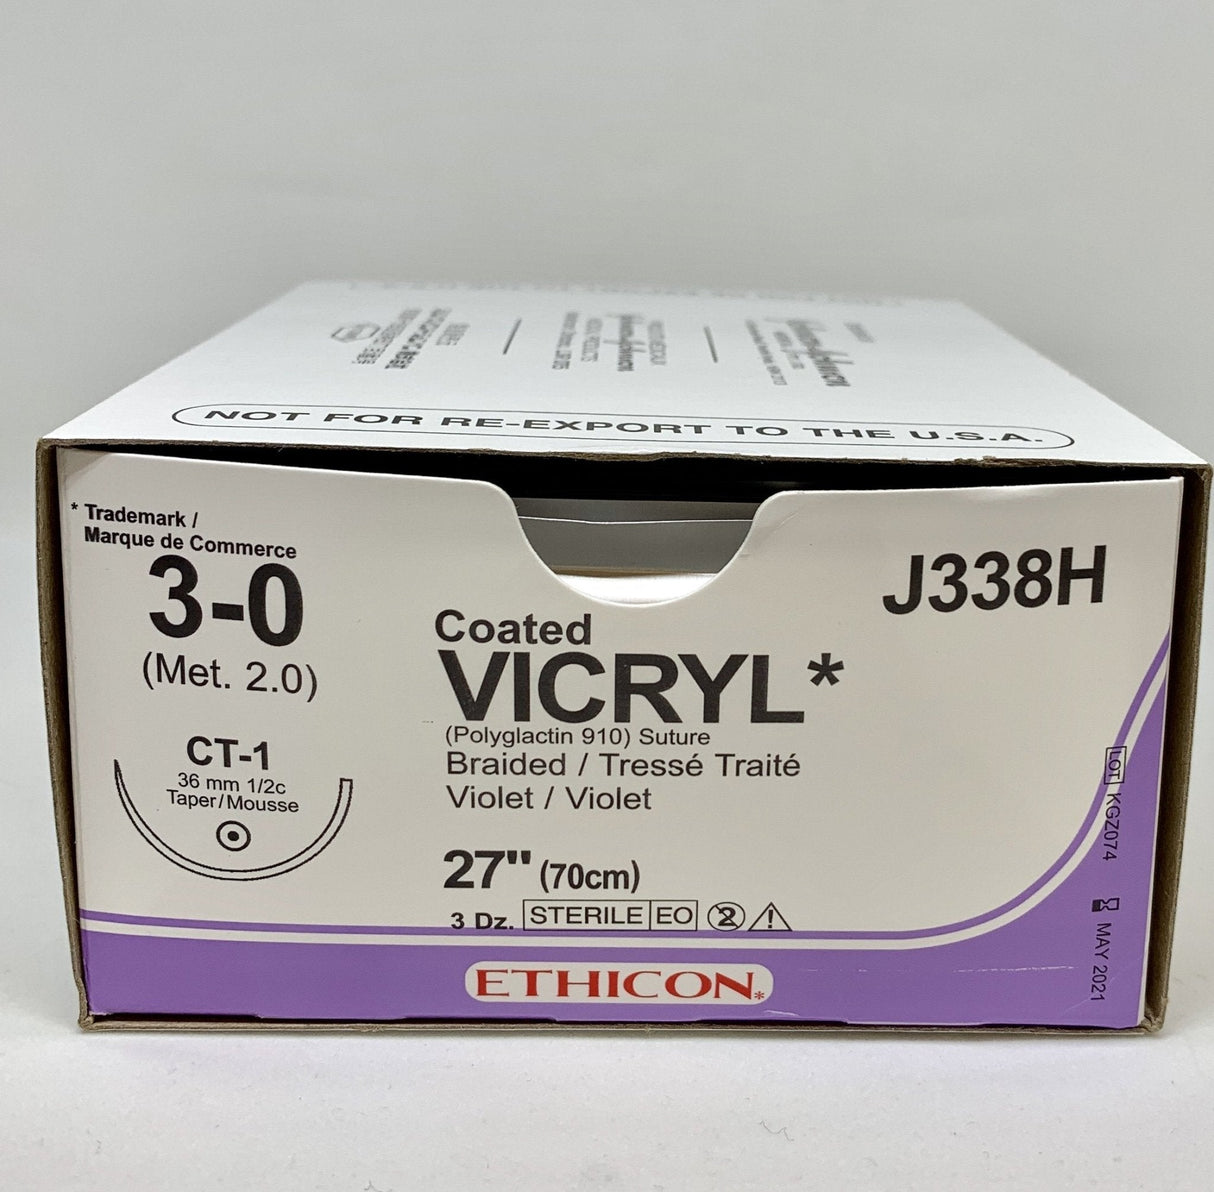 NOT FOR RE-EXPORT TO THE U.S.A.
* Trademark /
Marque de Commerce
3-0
(Met. 2.0)
CT-1
36 mm 1/2c
Taper/Mousse
Coated
VICRYL*
(Polyglactin 910) Suture
Braided / Tressé Traité
Violet / Violet
27" (70cm)
3 Dz. STERILE EO 2
J338H
LOT KGZ074
MAY 2021
ETHICON*